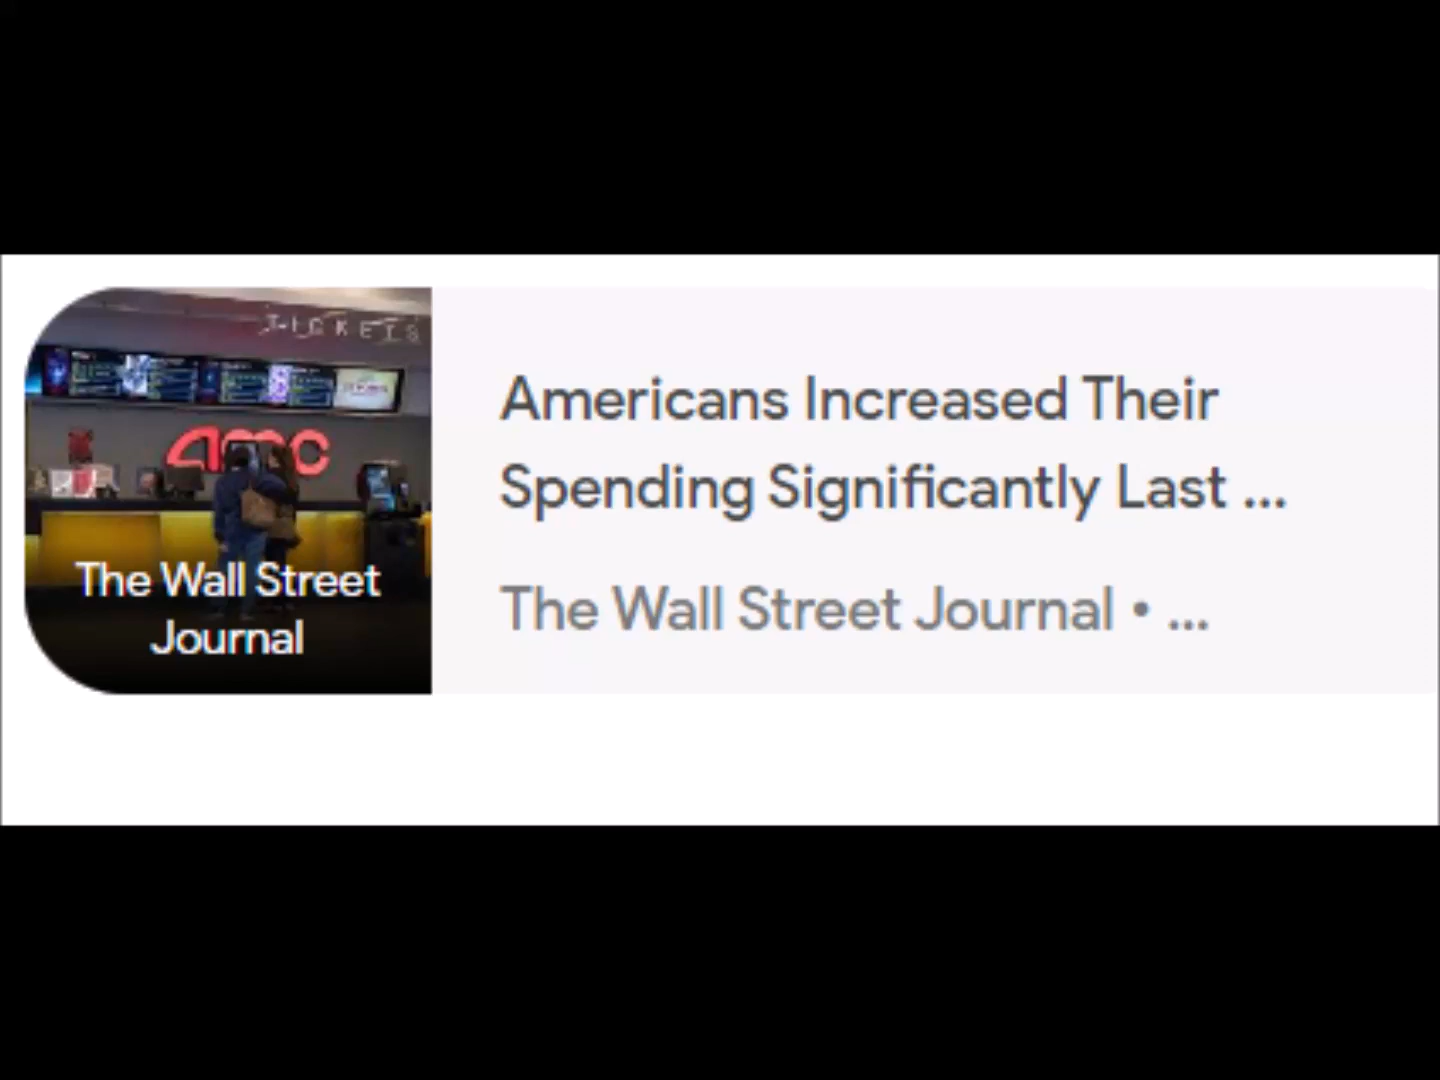 TICKETS
amc
The Wall Street
Journal
Americans Increased Their
Spending Significantly Last ...
The Wall Street Journal • ...